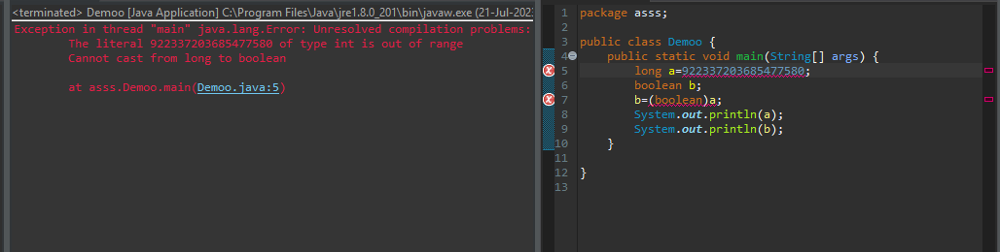 <terminated> Demoo [Java Application] C:\Program Files\Java\jre1.8.0_201\bin\javaw.exe (21-Jul-202
Exception in thread "main" java.lang.Error: Unresolved compilation problems:
The literal 922337203685477580 of type int is out of range
Cannot cast from long to boolean
at asss.Demoo.main(Demoo.java:5)
1 package asss;
2
3 public class Demoo {
4 public static void main(String[] args) {
5 long a=922337203685477580;
6 boolean b;
7 b=(boolean)a;
8 System.out.println(a);
9 System.out.println(b);
10 }
11
12 }
13